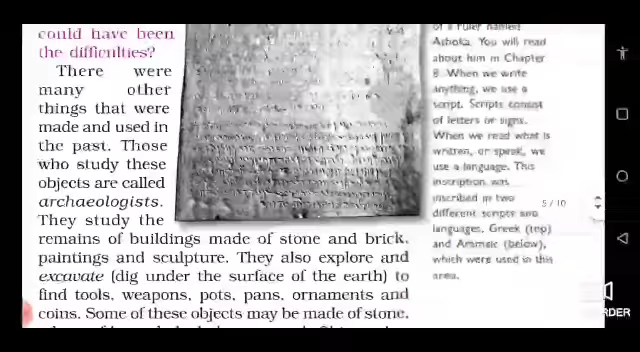 could have been
the difficulties?
There were
many other
things that were
made and used in
the past. Those
who study these
objects are called
archaeologists.
They study the
remains of buildings made of stone and brick,
paintings and sculpture. They also explore and
excavate (dig under the surface of the earth) to
find tools, weapons, pots, pans, ornaments and
coins. Some of these objects may be made of stone,
of a ruler named
Ashoka. You will read
about him in Chapter
8. When we write
anything, we use a
script. Scripts consist
of letters or signs.
When we read what is
written, or speak, we
use a language. This
inscription was
inscribed in two
different scripts and
languages, Greek (top)
and Aramaic (below),
which were used in this
area.
5 / 10
RDER